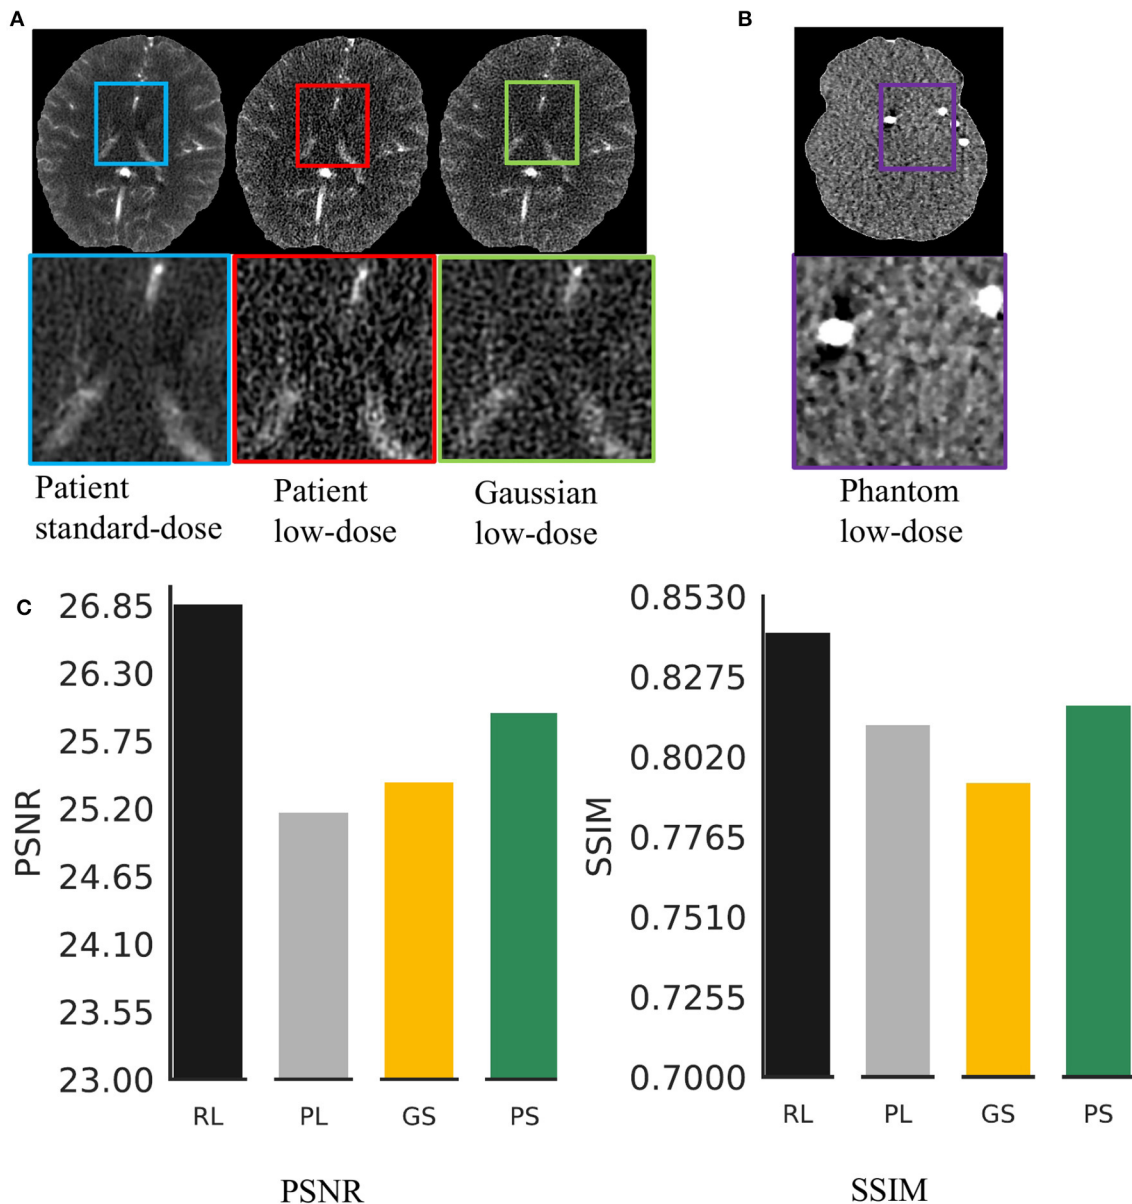 A
B
Patient
standard-dose
Patient
low-dose
Gaussian
low-dose
Phantom
low-dose
C
PSNR
26.85
26.30
25.75
25.20
24.65
24.10
23.55
23.00
RL PL GS PS
PSNR
SSIM
0.8530
0.8275
0.8020
0.7765
0.7510
0.7255
0.7000
RL PL GS PS
SSIM